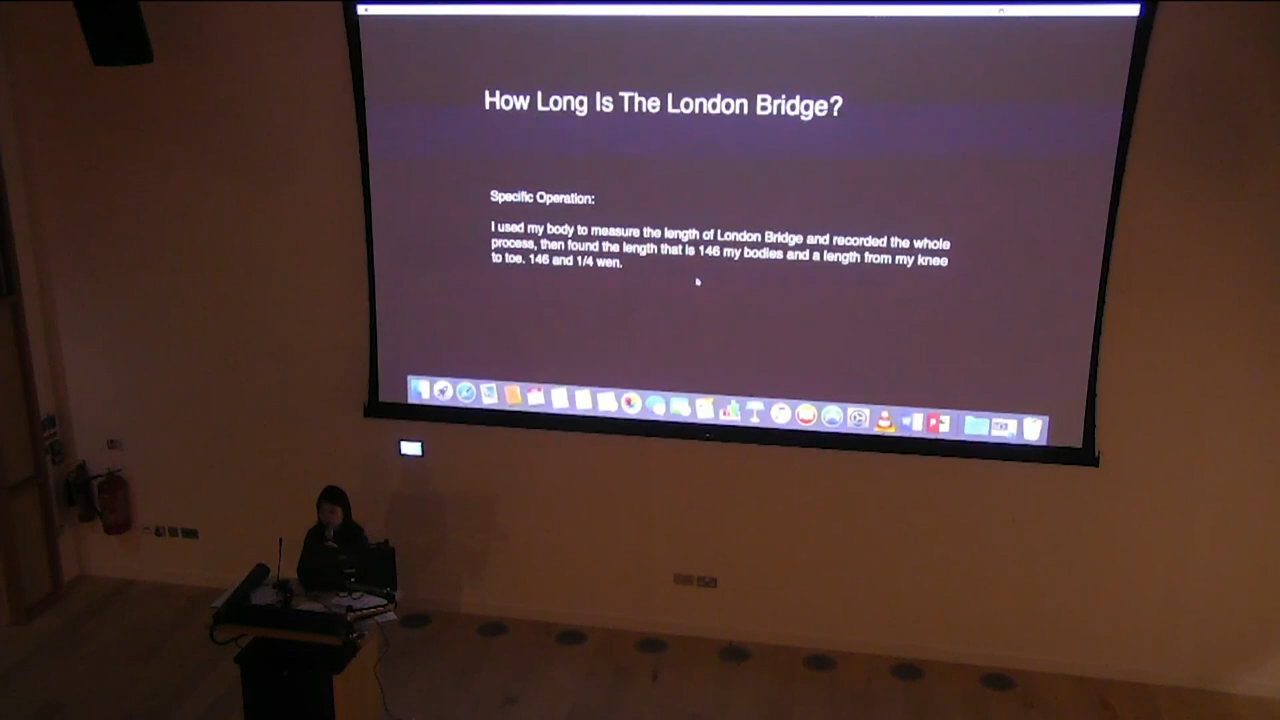 How Long Is The London Bridge?
Specific Operation:
I used my body to measure the length of London Bridge and recorded the whole
process, then found the length that is 146 my bodies and a length from my knee
to toe. 146 and 1/4 wen.